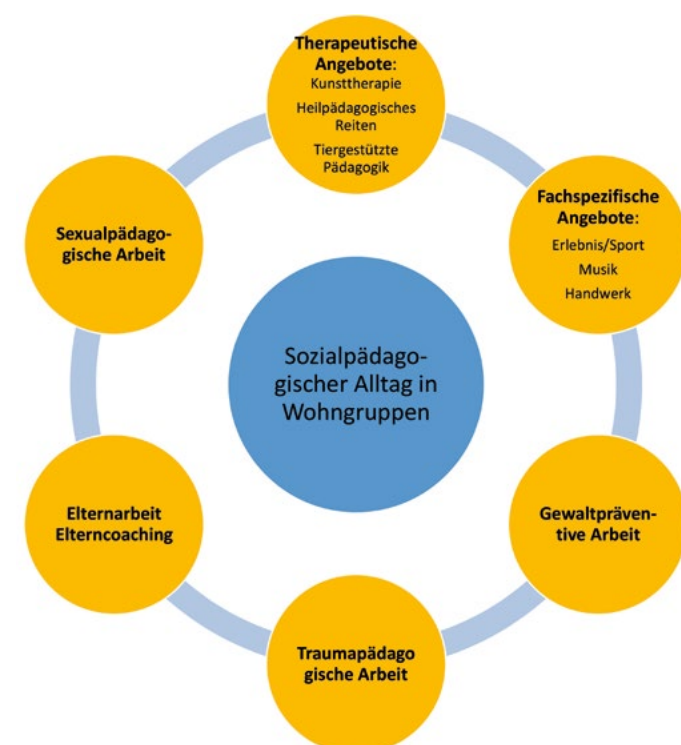 Therapeutische
Angebote:
Kunsttherapie
Heilpädagogisches
Reiten
Tiergestützte
Pädagogik
Fachspezifische
Angebote:
Erlebnis/Sport
Musik
Handwerk
Gewaltpräven-
tive Arbeit
Traumapädago
gische Arbeit
Elternarbeit
Elterncoaching
Sexualpädago-
gische Arbeit
Sozialpädago-
gischer Alltag in
Wohngruppen